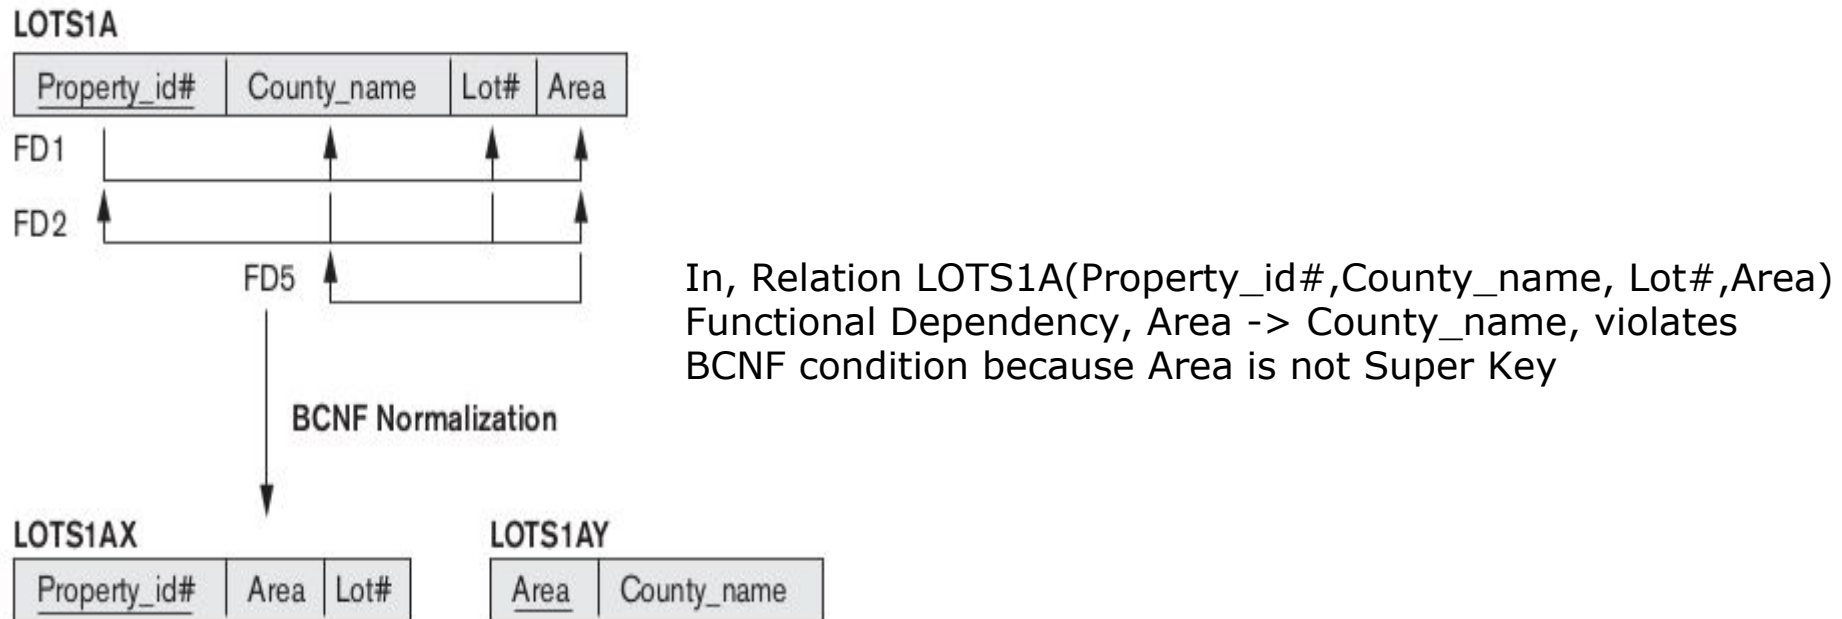 LOTS1A
Property_id# County_name Lot# Area
FD1
FD2
FD5
In, Relation LOTS1A(Property_id#,County_name, Lot#,Area)
Functional Dependency, Area -> County_name, violates
BCNF condition because Area is not Super Key
BCNF Normalization
LOTS1AX
Property_id# Area Lot#
LOTS1AY
Area County_name